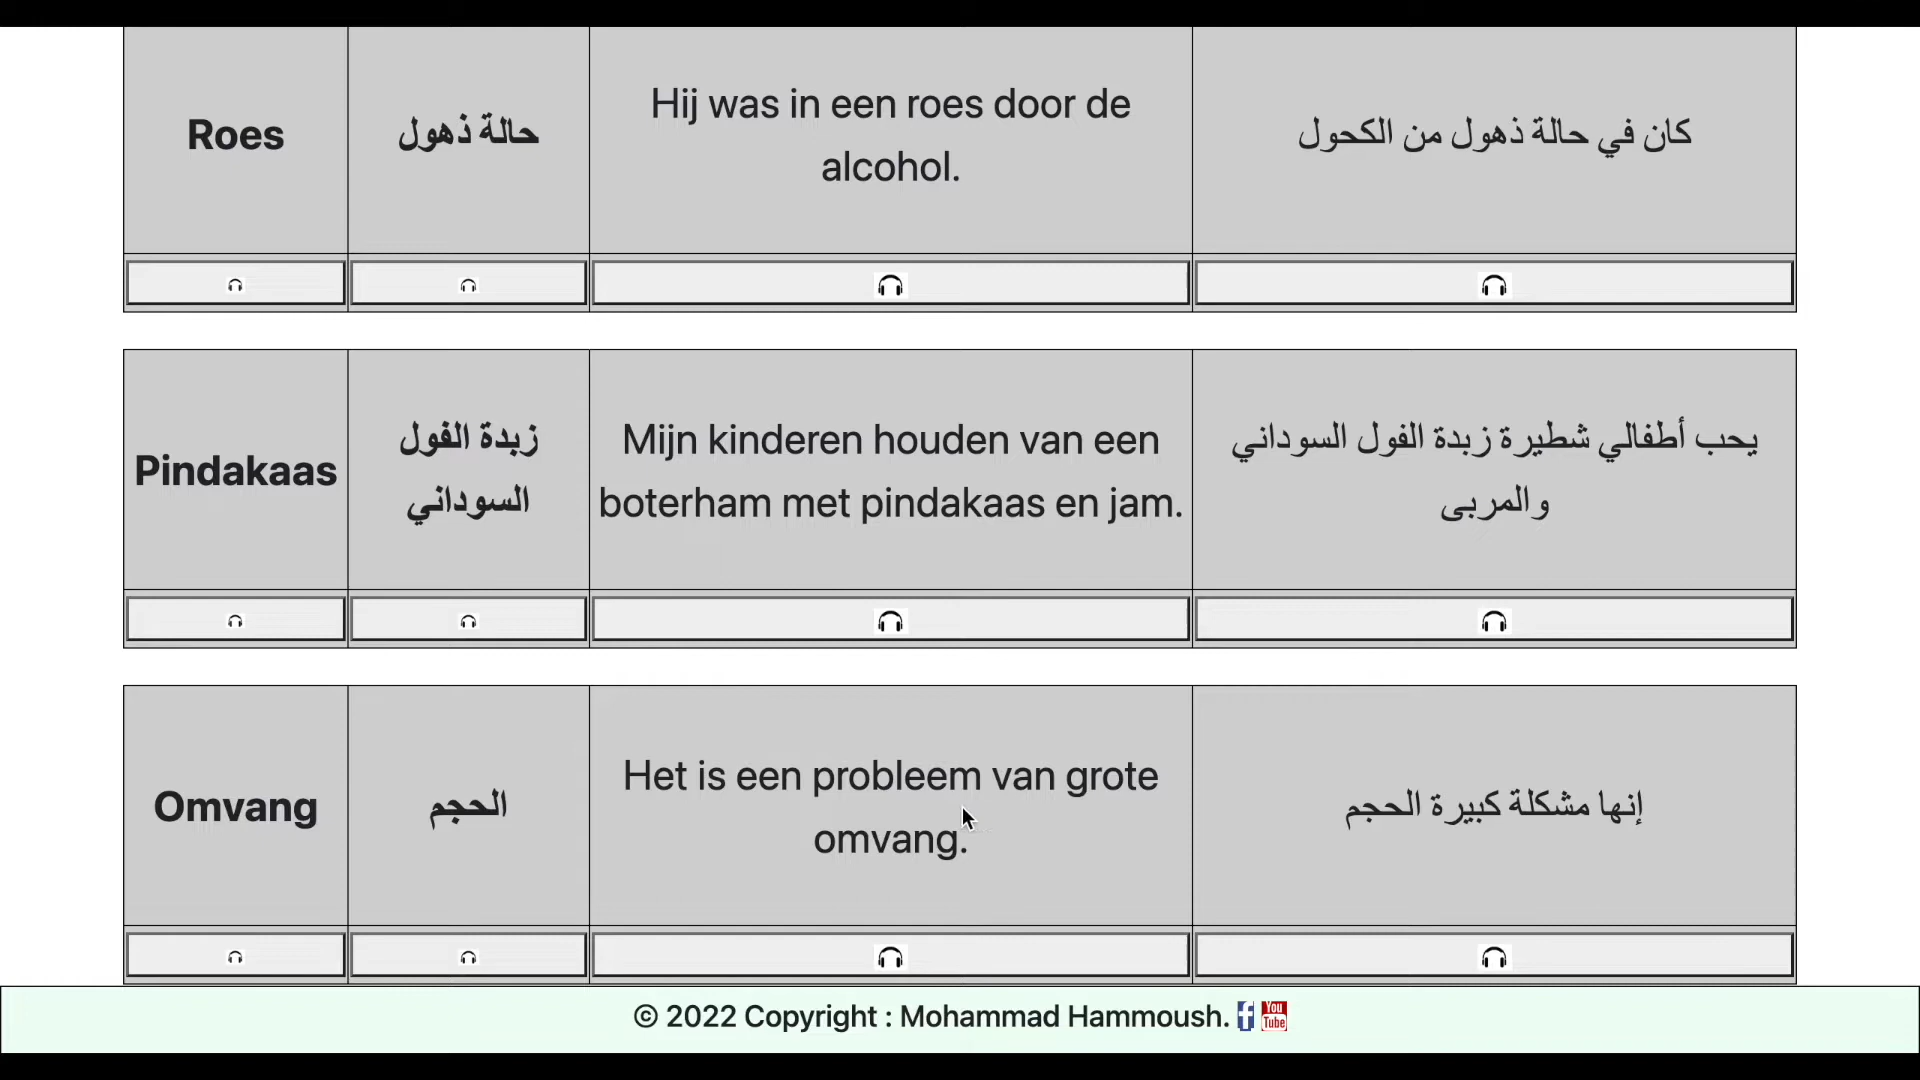 Roes
حالة ذهول
Hij was in een roes door de
alcohol.
كان في حالة ذهول من الكحول
Pindakaas
زبدة الفول
السوداني
Mijn kinderen houden van een
boterham met pindakaas en jam.
يحب أطفالي شطيرة زبدة الفول السوداني
والمربى
Omvang
الحجم
Het is een probleem van grote
omvang.
إنها مشكلة كبيرة الحجم
© 2022 Copyright : Mohammad Hammoush. f You
Tube